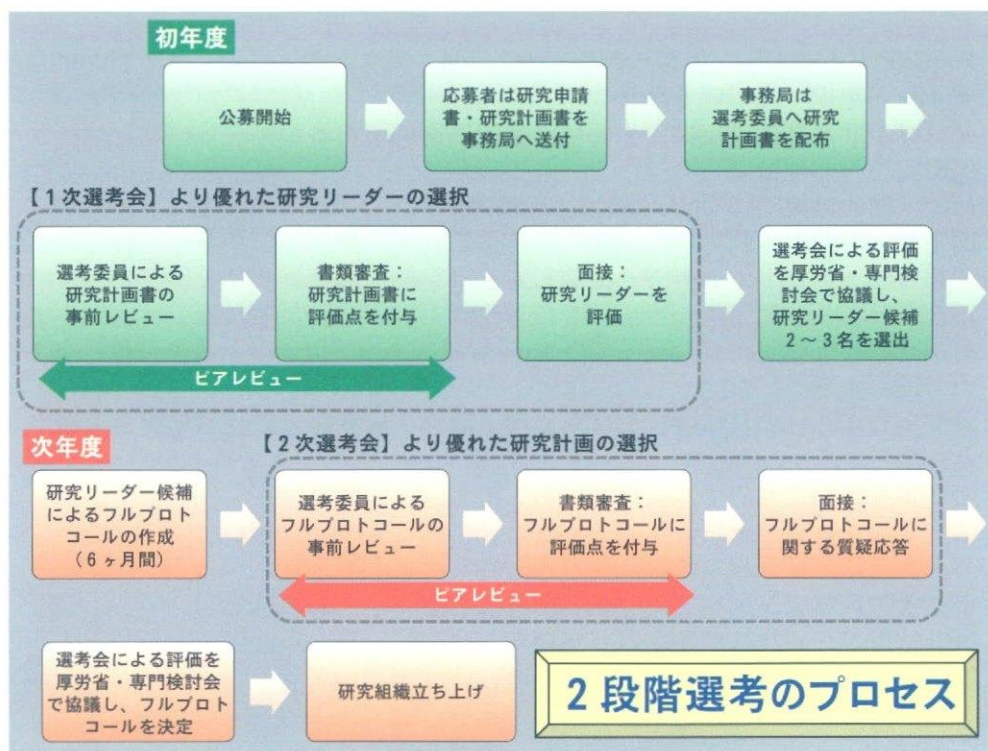 初年度
公募開始
応募者は研究申請
書・研究計画書を
事務局へ送付
事務局は
選考委員へ研究
計画書を配布
【1次選考会】より優れた研究リーダーの選択
選考委員による
研究計画書の
事前レビュー
書類審査：
研究計画書に
評価点を付与
面接：
研究リーダーを
評価
選考会による評価
を厚労省・専門検
討会で協議し、
研究リーダー候補
2～3名を選出
ピアレビュー
次年度
【2次選考会】より優れた研究計画の選択
研究リーダー候補
によるフルプロト
コールの作成
（6ヶ月間）
選考委員による
フルプロトコールの
事前レビュー
書類審査：
フルプロトコールに
評価点を付与
面接：
フルプロトコールに
関する質疑応答
ピアレビュー
選考会による評価を
厚労省・専門検討会
で協議し、フルプロト
コールを決定
研究組織立ち上げ
2段階選考のプロセス